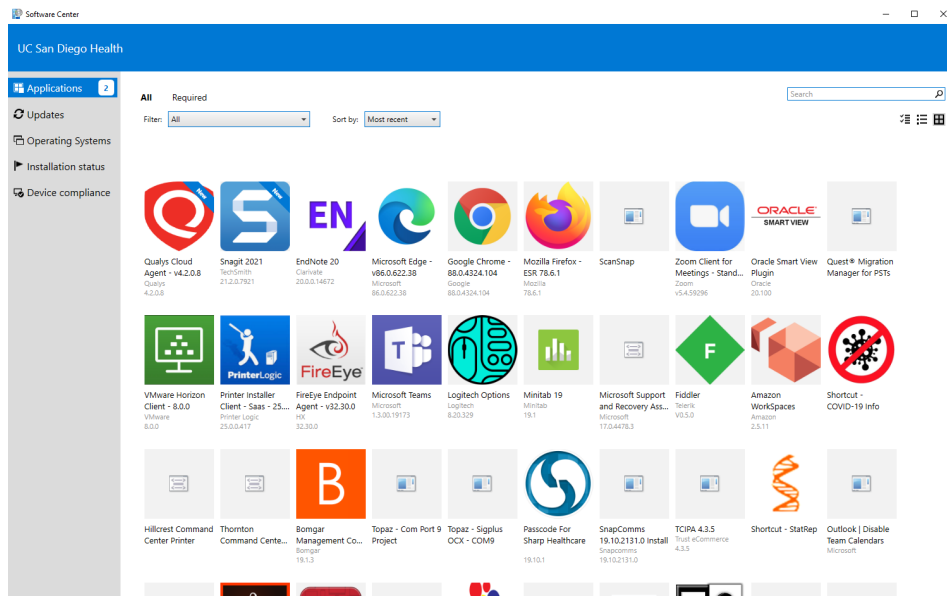 Software Center
UC San Diego Health
Applications 2
Updates
Operating Systems
Installation status
Device compliance
All Required
Search
Filter: All Sort by: Most recent
New
Qualys Cloud
Agent - v4.2.0.8
Qualys
4.2.0.8
New
Snagit 2021
TechSmith
21.2.0.7921
EN
EndNote 20
Clarivate
20.0.0.14672
Microsoft Edge -
v86.0.622.38
Microsoft
86.0.622.38
Google Chrome -
88.0.4324.104
Google
88.0.4324.104
Mozilla Firefox -
ESR 78.6.1
Mozilla
78.6.1
ScanSnap
Zoom Client for
Meetings - Stand...
Zoom
v5.4.59296
ORACLE
SMART VIEW
Oracle Smart View
Plugin
Oracle
20.100
Quest® Migration
Manager for PSTs
VMware Horizon
Client - 8.0.0
VMware
8.0.0
PrinterLogic
Printer Installer
Client - Saas - 25....
Printer Logic
25.0.0.417
FireEye
FireEye Endpoint
Agent - v32.30.0
HX
32.30.0
T
Microsoft Teams
Microsoft
1.3.00.19173
Logitech Options
Logitech
8.20.329
Minitab 19
Minitab
19.1
Microsoft Support
and Recovery Ass...
Microsoft
17.0.4478.3
F
Fiddler
Telerik
V0.5.0
Amazon
WorkSpaces
Amazon
2.5.11
Shortcut -
COVID-19 Info
Hillcrest Command
Center Printer
Thornton
Command Cente...
B
Bomgar
Management Co...
Bomgar
19.1.3
Topaz - Com Port 9
Project
Topaz - Sigplus
OCX - COM9
Passcode For
Sharp Healthcare
19.10.1
SnapComms
19.10.2131.0 Install
Snapcomms
19.10.2131.0
TCIPA 4.3.5
Trust eCommerce
4.3.5
Shortcut - StatRep
Outlook | Disable
Team Calendars
Microsoft